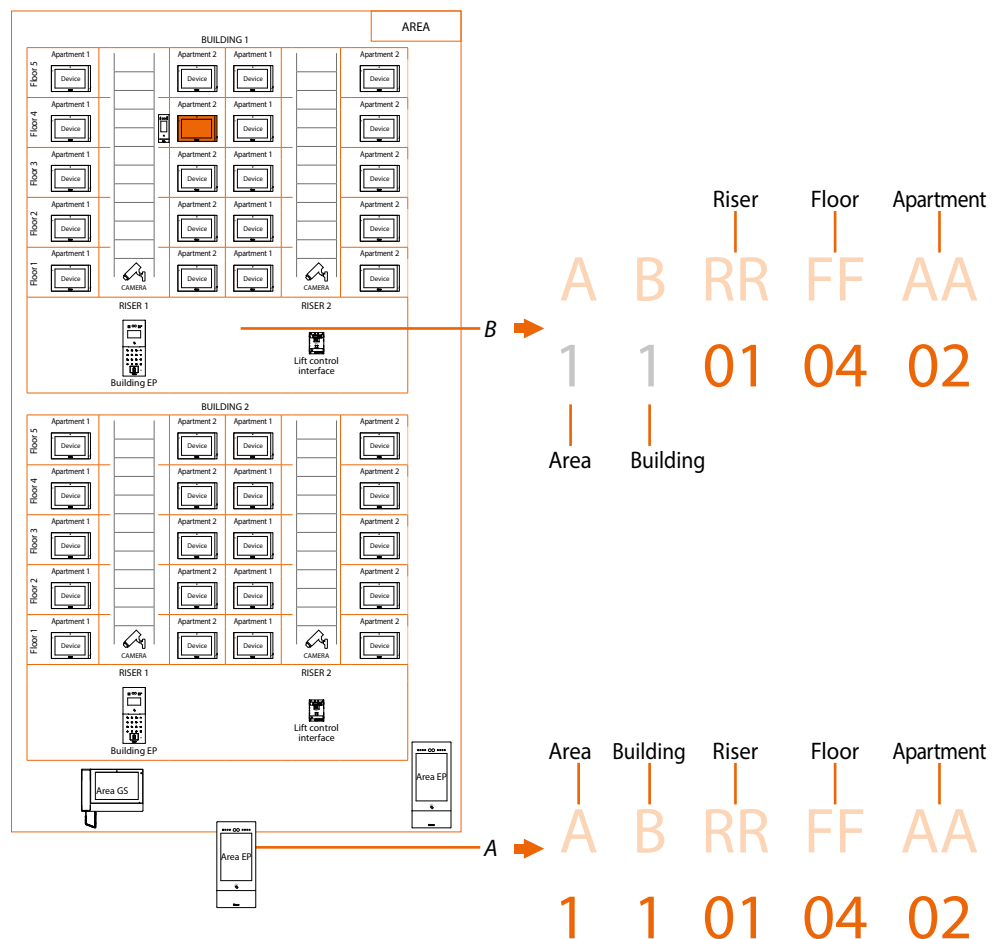 AREA
BUILDING 1
Apartment 1 Apartment 2 Apartment 1 Apartment 2
Floor 5 Device Device Device Device
Apartment 1 Apartment 2 Apartment 1 Apartment 2
Floor 4 Device Device Device
Apartment 1 Apartment 2 Apartment 1 Apartment 2
Floor 3 Device Device Device Device
Apartment 1 Apartment 2 Apartment 1 Apartment 2
Floor 2 Device Device Device Device
Apartment 1 Apartment 2 Apartment 1 Apartment 2
Floor 1 Device Device Device Device
CAMERA CAMERA
RISER 1 RISER 2
Building EP
Lift control
interface
B
Riser Floor Apartment
A B RR FF AA
1 1 01 04 02
Area Building
BUILDING 2
Apartment 1 Apartment 2 Apartment 1 Apartment 2
Floor 5 Device Device Device Device
Apartment 1 Apartment 2 Apartment 1 Apartment 2
Floor 4 Device Device Device Device
Apartment 1 Apartment 2 Apartment 1 Apartment 2
Floor 3 Device Device Device Device
Apartment 1 Apartment 2 Apartment 1 Apartment 2
Floor 2 Device Device Device Device
Apartment 1 Apartment 2 Apartment 1 Apartment 2
Floor 1 Device Device Device Device
CAMERA CAMERA
RISER 1 RISER 2
Building EP
Lift control
interface
Area GS
Area EP
Area EP
A
Area Building Riser Floor Apartment
A B RR FF AA
1 1 01 04 02